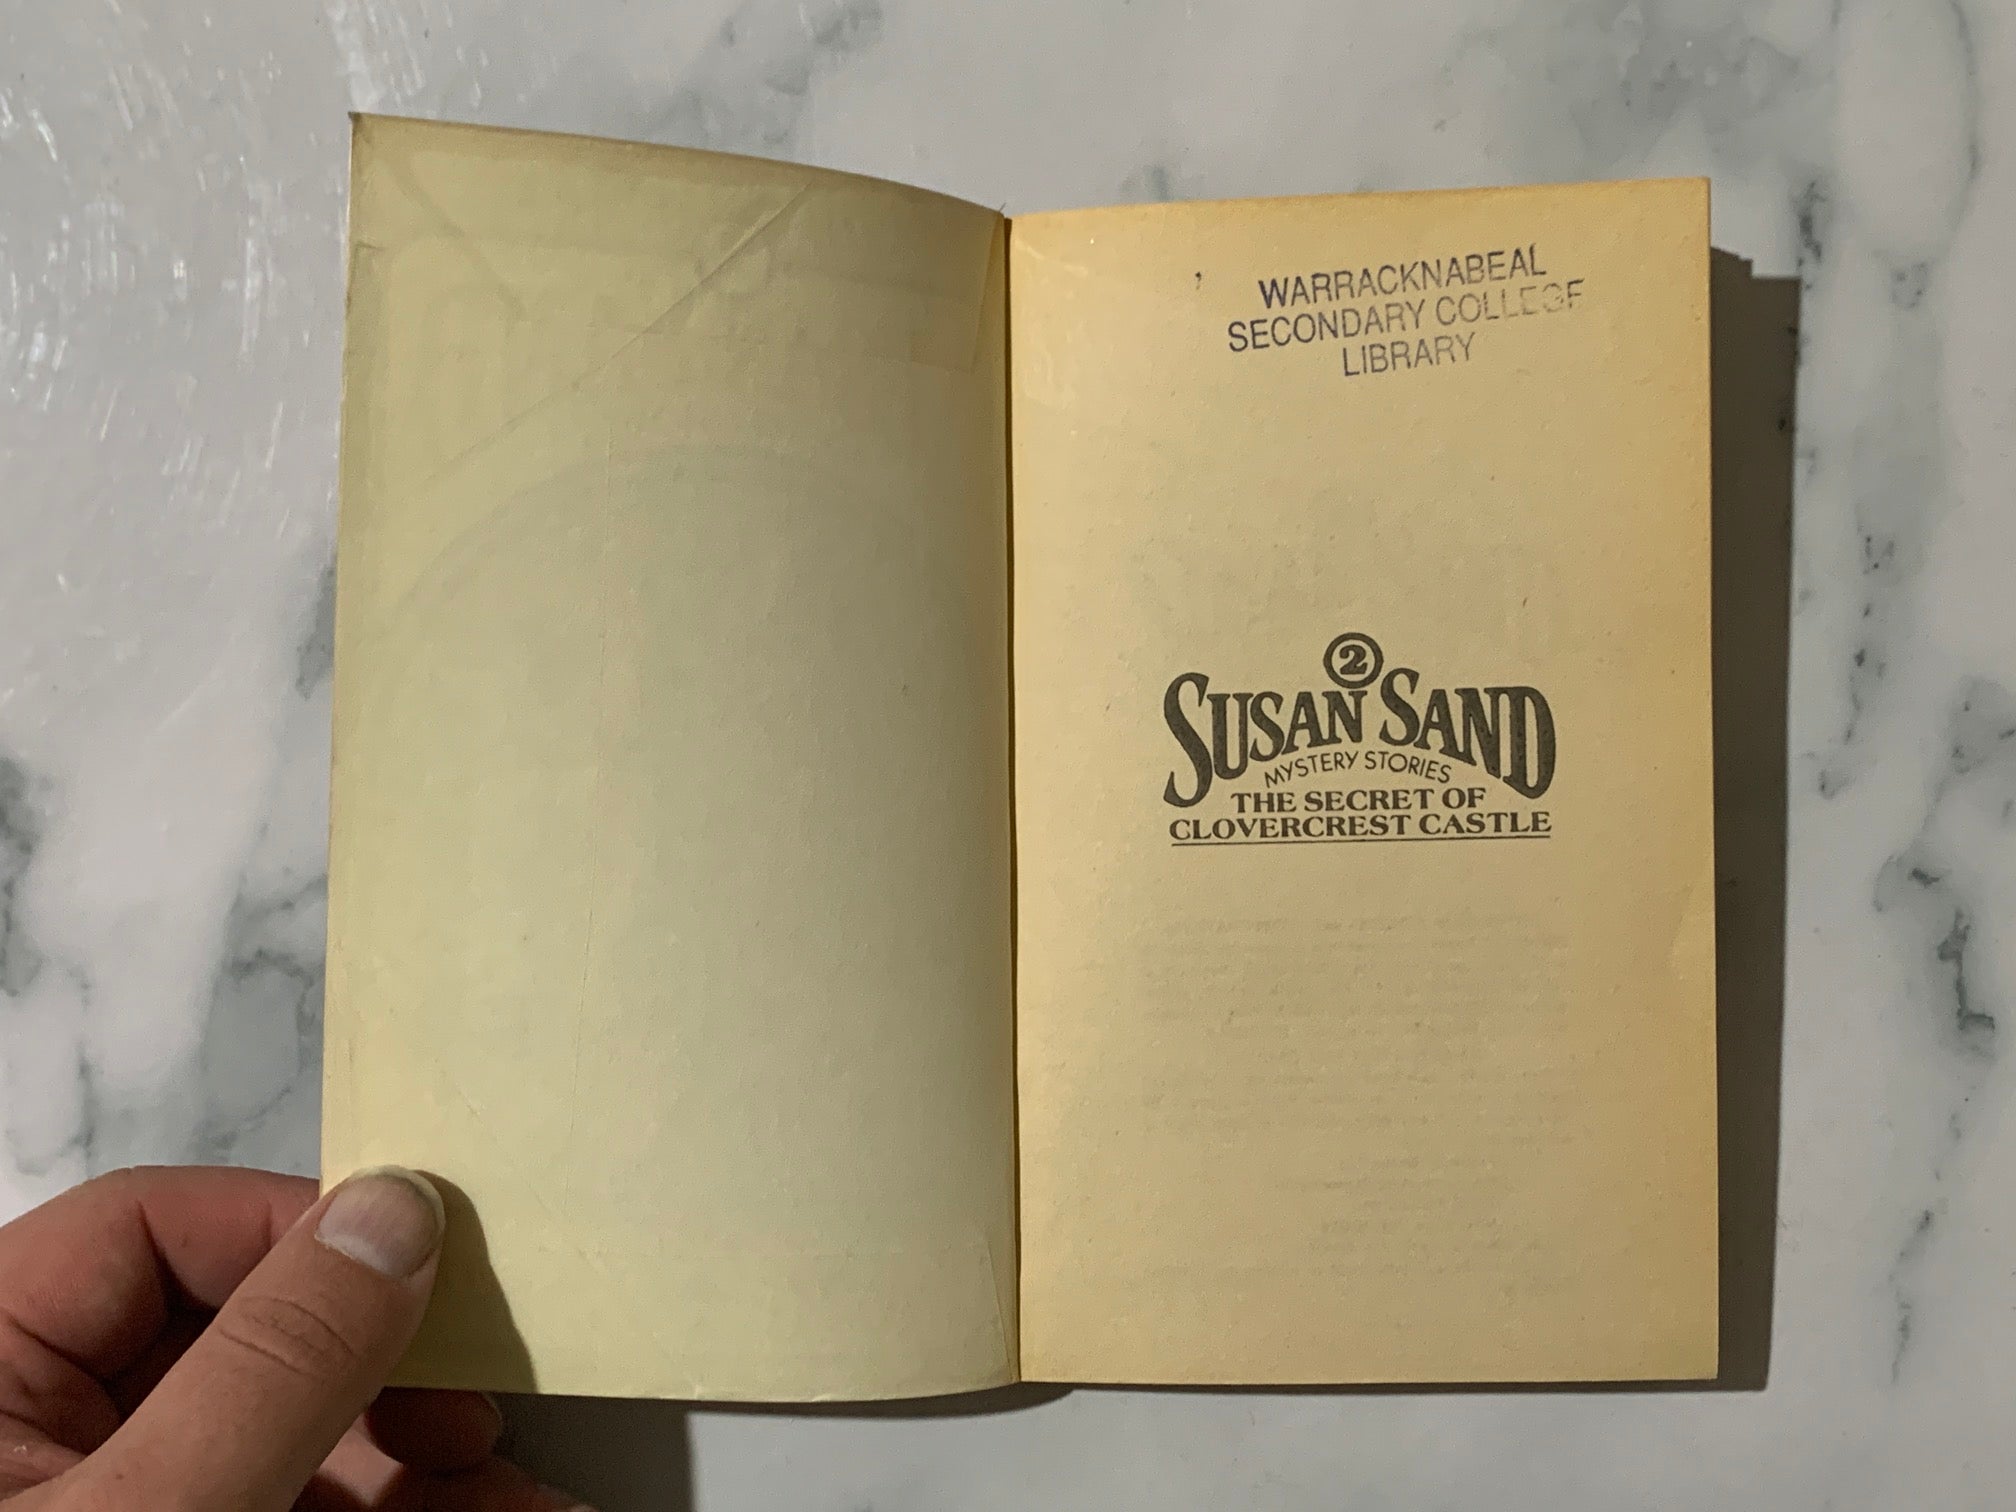 WARRACKNABEAL
SECONDARY COLLEGE
LIBRARY
2
SUSAN SAND
MYSTERY STORIES
THE SECRET OF
CLOVERCREST CASTLE